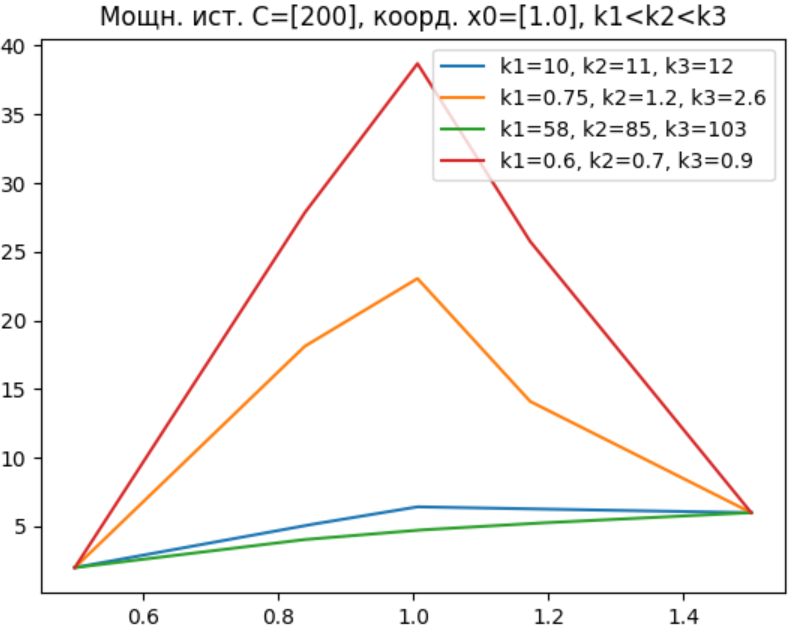 Мощн. ист. C=[200], коорд. x0=[1.0], k1<k2<k3
40
35
30
25
20
15
10
5
k1=10, k2=11, k3=12
k1=0.75, k2=1.2, k3=2.6
k1=58, k2=85, k3=103
k1=0.6, k2=0.7, k3=0.9
0.6
0.8
1.0
1.2
1.4